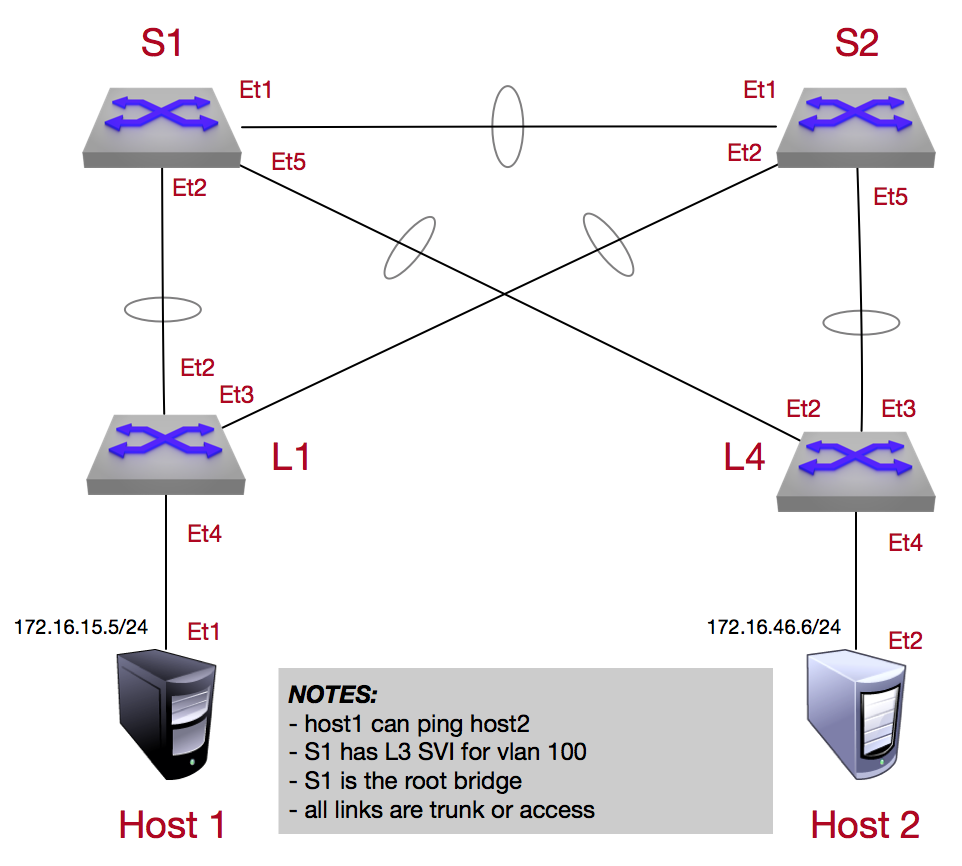 S1
S2
Et1
Et1
Et5
Et2
Et2
Et5
Et2
Et3
Et2
Et3
L1
L4
Et4
Et4
172.16.15.5/24
Et1
172.16.46.6/24
Et2
NOTES:
- host1 can ping host2
- S1 has L3 SVI for vlan 100
- S1 is the root bridge
- all links are trunk or access
Host 1
Host 2